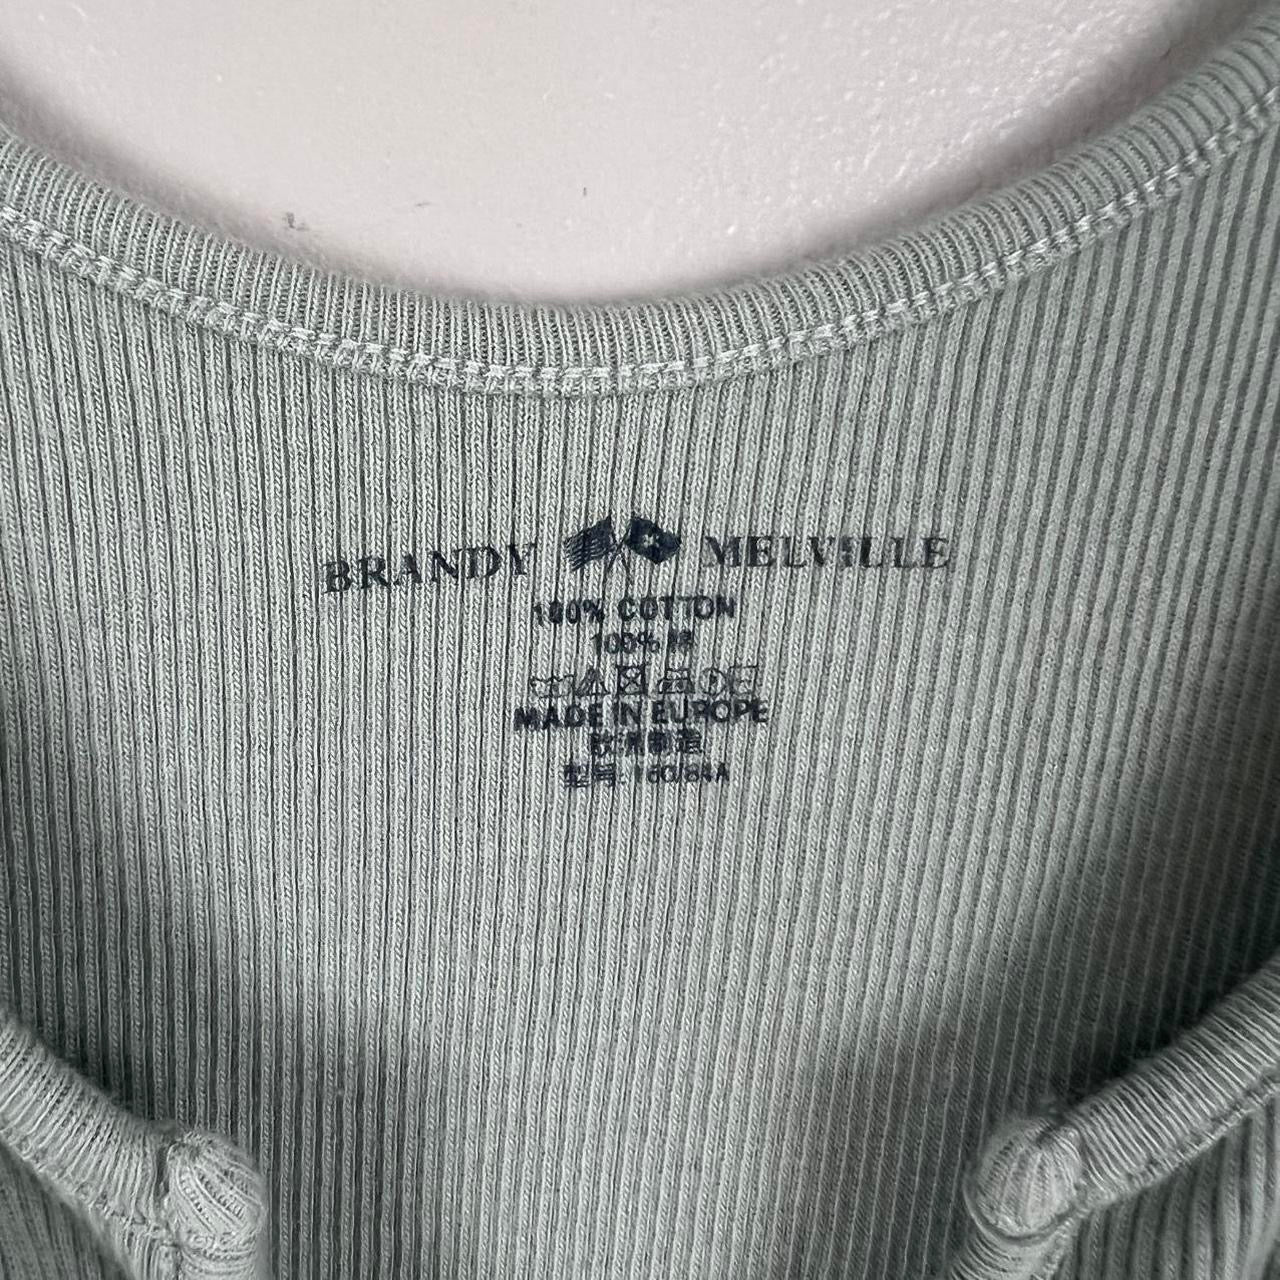 BRANDY MELVILLE
100% COTTON
100% 棉
MADE IN EUROPE
欧洲制造
型号: 160/84A